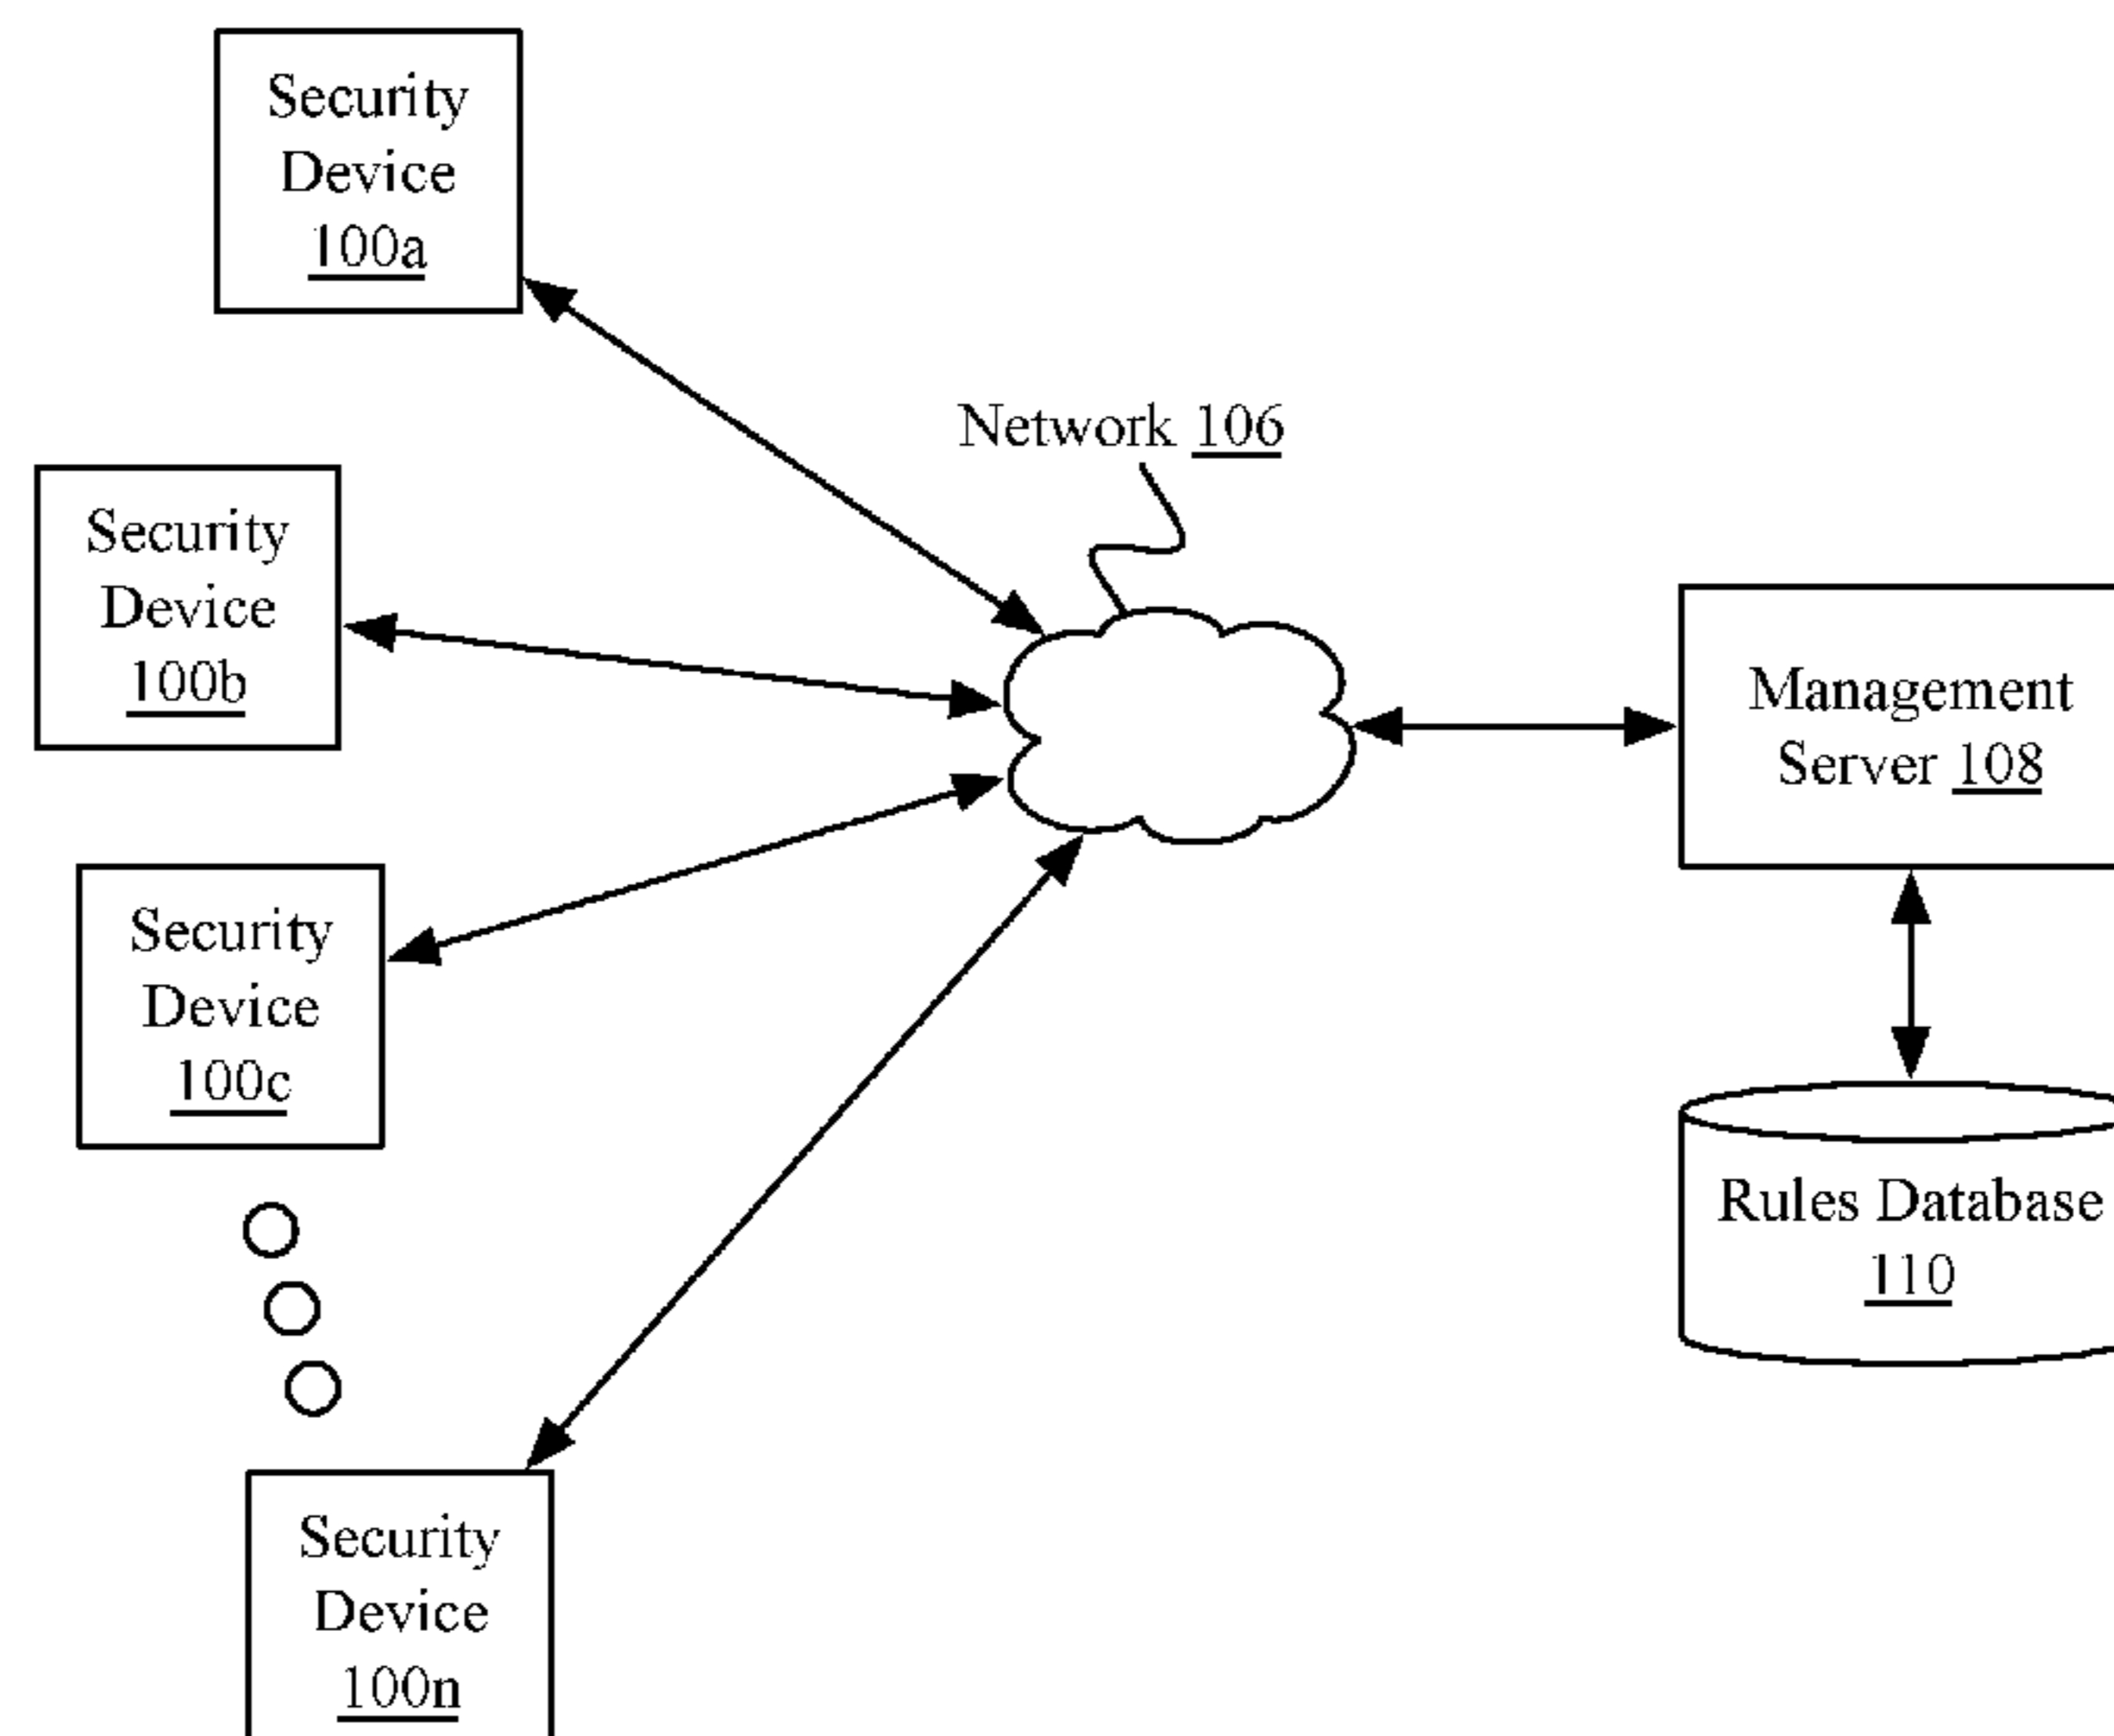 Security
Device
100a
Network 106
Security
Device
100b
Management
Server 108
Security
Device
100c
Rules Database
110
Security
Device
100n